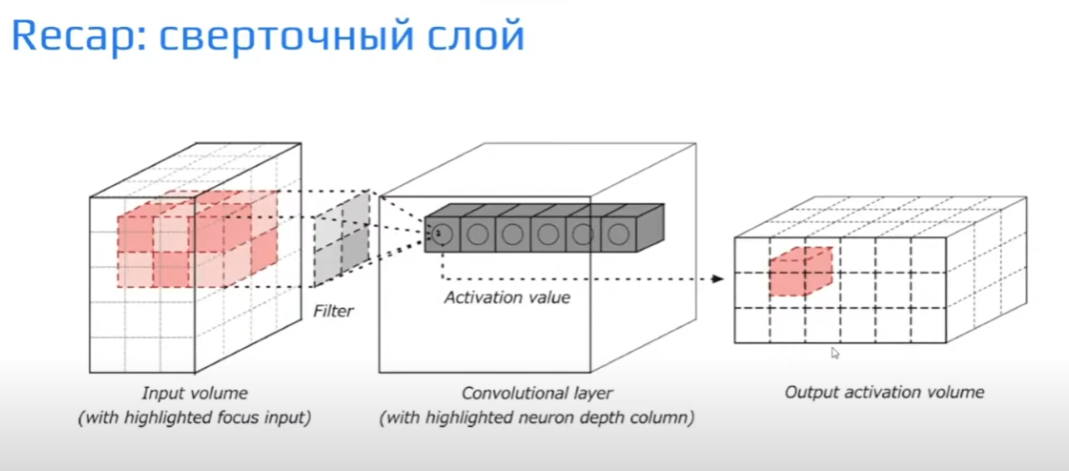 Recap: сверточный слой
Filter
Activation value
Input volume
(with highlighted focus input)
Convolutional layer
(with highlighted neuron depth column)
Output activation volume